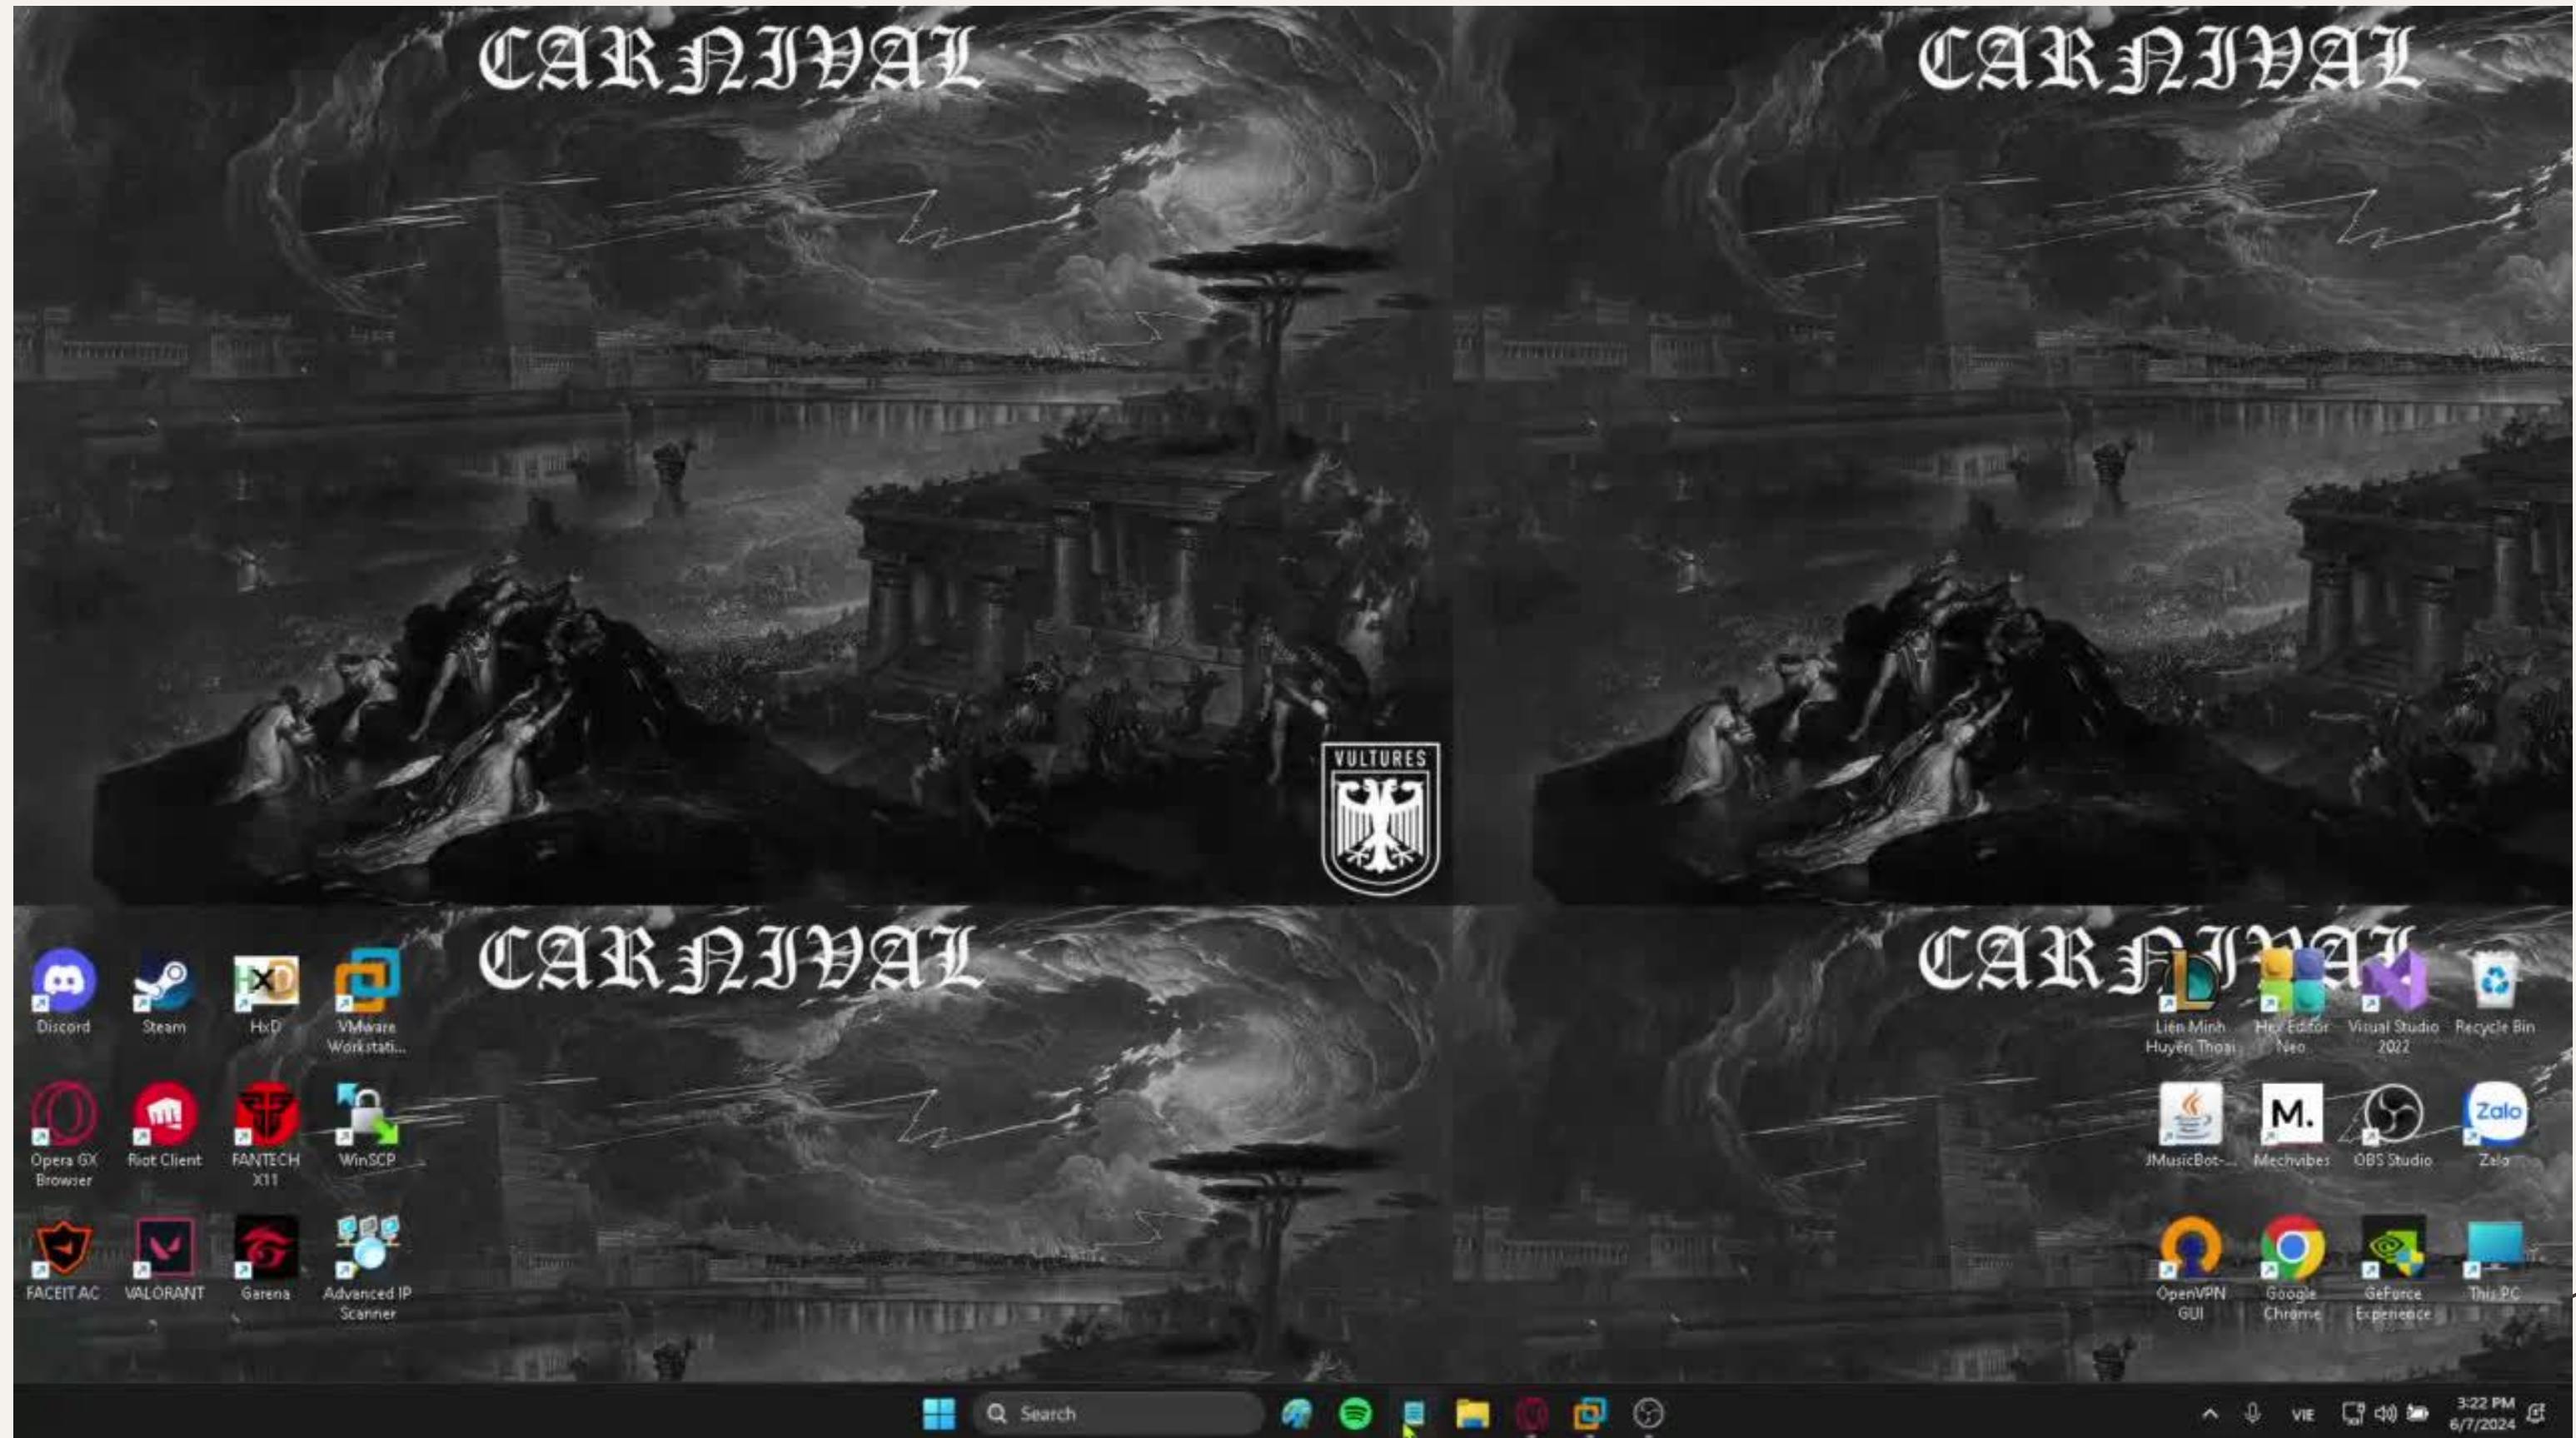 CARNIVAL
CARNIVAL
VULTURES
CARNIVAL
CARNIVAL
Discord
Steam
HxD
VMware
Workstati...
Liên Minh
Huyền Thoại
Hex Editor
Neo
Visual Studio
2022
Recycle Bin
Opera GX
Browser
Riot Client
FANTECH
X11
WinSCP
JMusicBot-...
M.
Mechvibes
OBS Studio
Zalo
Zalo
FACEIT AC
VALORANT
Garena
Advanced IP
Scanner
OpenVPN
GUI
Google
Chrome
GeForce
Experience
This PC
Search
VIE
3:22 PM
6/7/2024